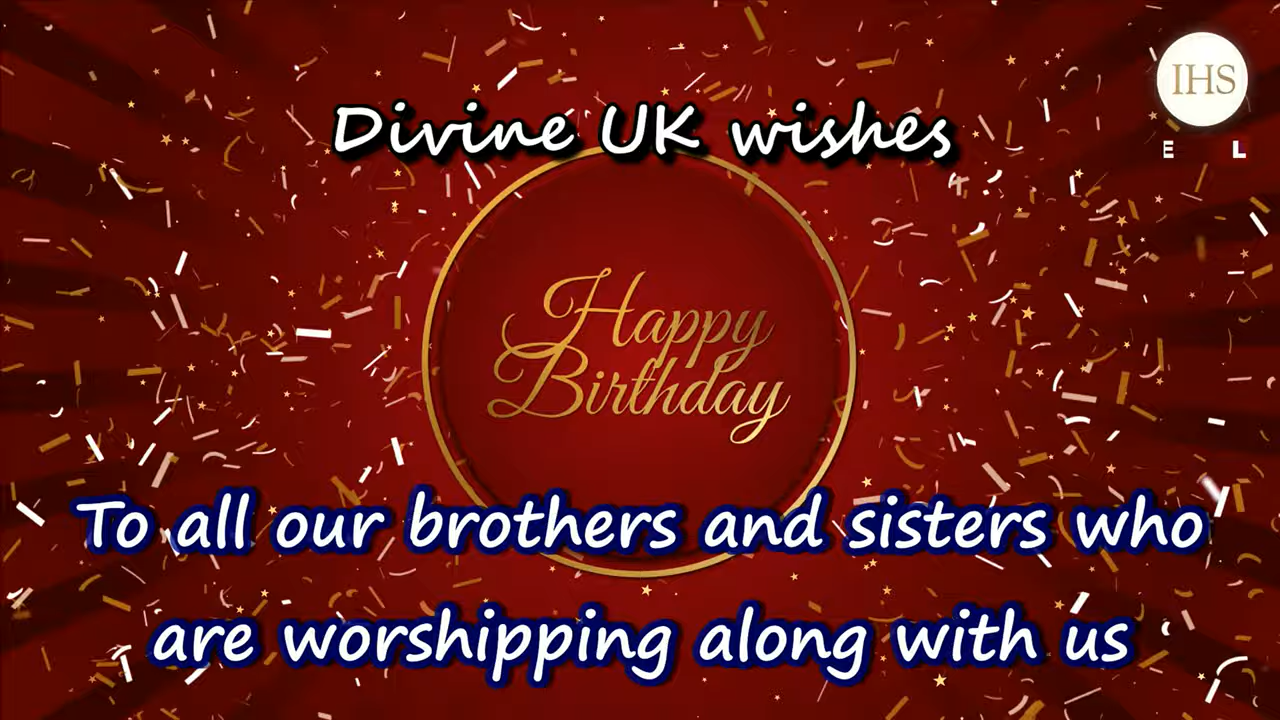 Divine UK wishes
IHS
E L
Happy
Birthday
To all our brothers and sisters who
are worshipping along with us